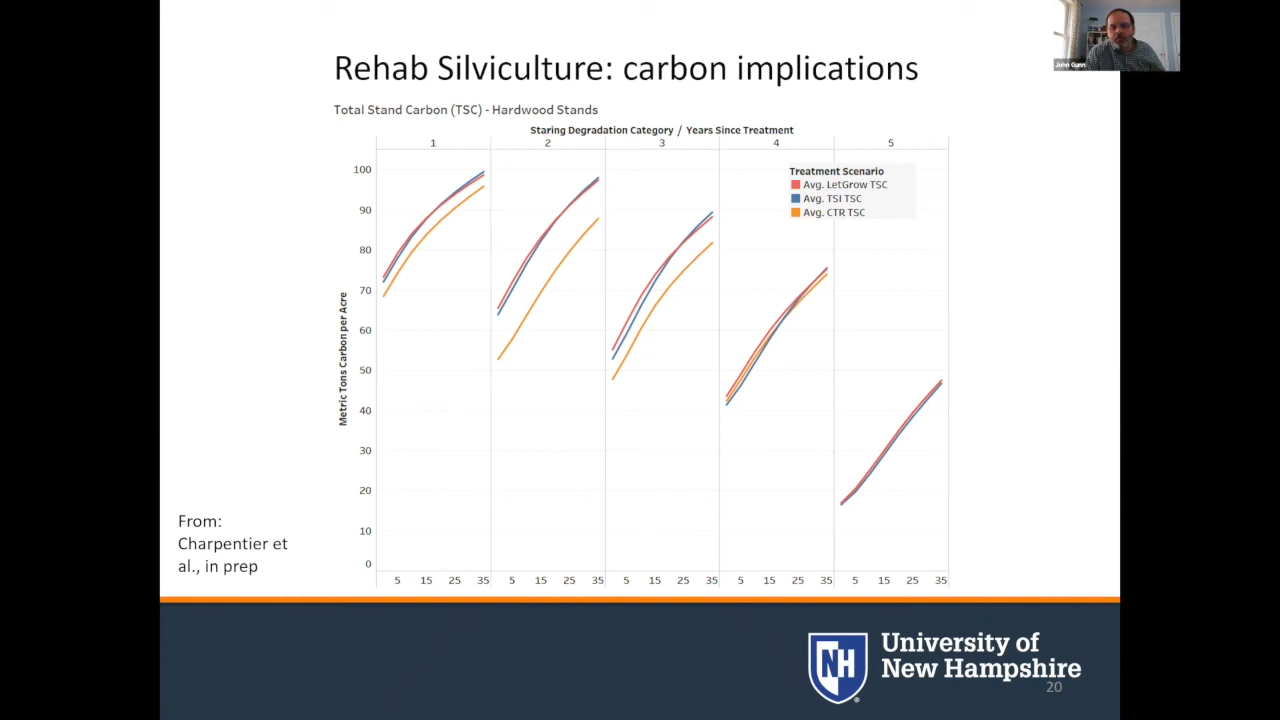 John Gunn
Rehab Silviculture: carbon implications
Total Stand Carbon (TSC) - Hardwood Stands
Staring Degradation Category / Years Since Treatment
1 2 3 4 5
Treatment Scenario
Avg. LetGrow TSC
Avg. TSI TSC
Avg. CTR TSC
Metric Tons Carbon per Acre
100
90
80
70
60
50
40
30
20
10
0
5 15 25 35 5 15 25 35 5 15 25 35 5 15 25 35 5 15 25 35
From:
Charpentier et
al., in prep
NH
®
University of
New Hampshire
20